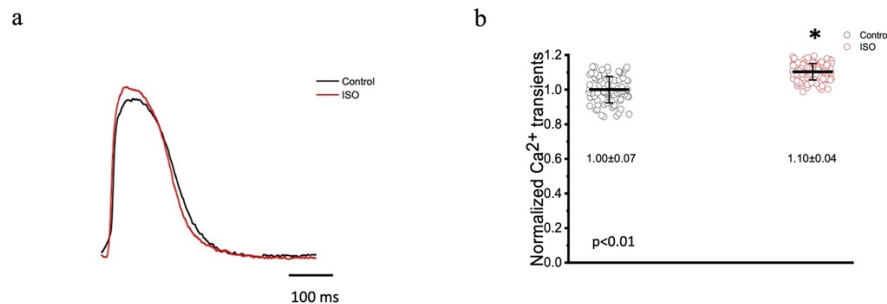 a
Control
ISO
100 ms
b
*
Contro
ISO
Normalized Ca2+ transients
1.2
1.0
0.8
0.6
0.4
0.2
0.0
1.00±0.07
1.10±0.04
p<0.01